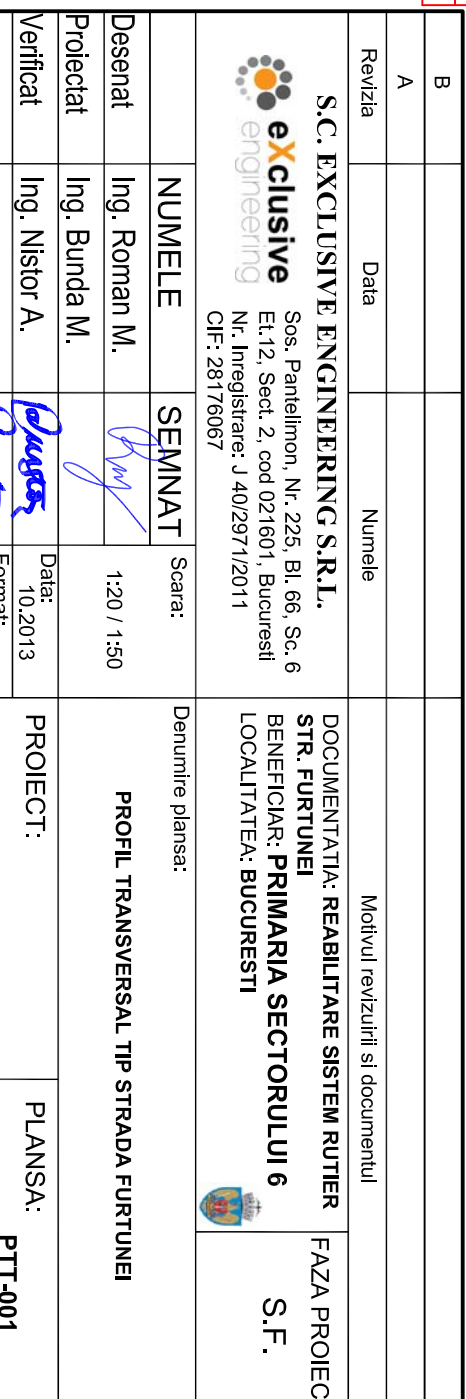 B
A
Revizia Data Numele Motivul revizuirii si documentul
S.C. EXCLUSIVE ENGINEERING S.R.L.
eXclusive
engineering
Sos. Pantelimon, Nr. 225, Bl. 66, Sc. 6
Et.12, Sect. 2, cod 021601, Bucuresti
Nr. Inregistrare: J 40/2971/2011
CIF: 28176067
DOCUMENTATIA: REABILITARE SISTEM RUTIER
STR. FURTUNEI
BENEFICIAR: PRIMARIA SECTORULUI 6
LOCALITATEA: BUCURESTI
FAZA PROIEC
S.F.
NUMELE SEMNAT
Desenat Ing. Roman M.
Proiectat Ing. Bunda M.
Verificat Ing. Nistor A.
Scara:
1:20 / 1:50
Data:
10.2013
Format:
Denumire plansa:
PROFIL TRANSVERSAL TIP STRADA FURTUNEI
PROIECT:
PLANSA:
PTT-001